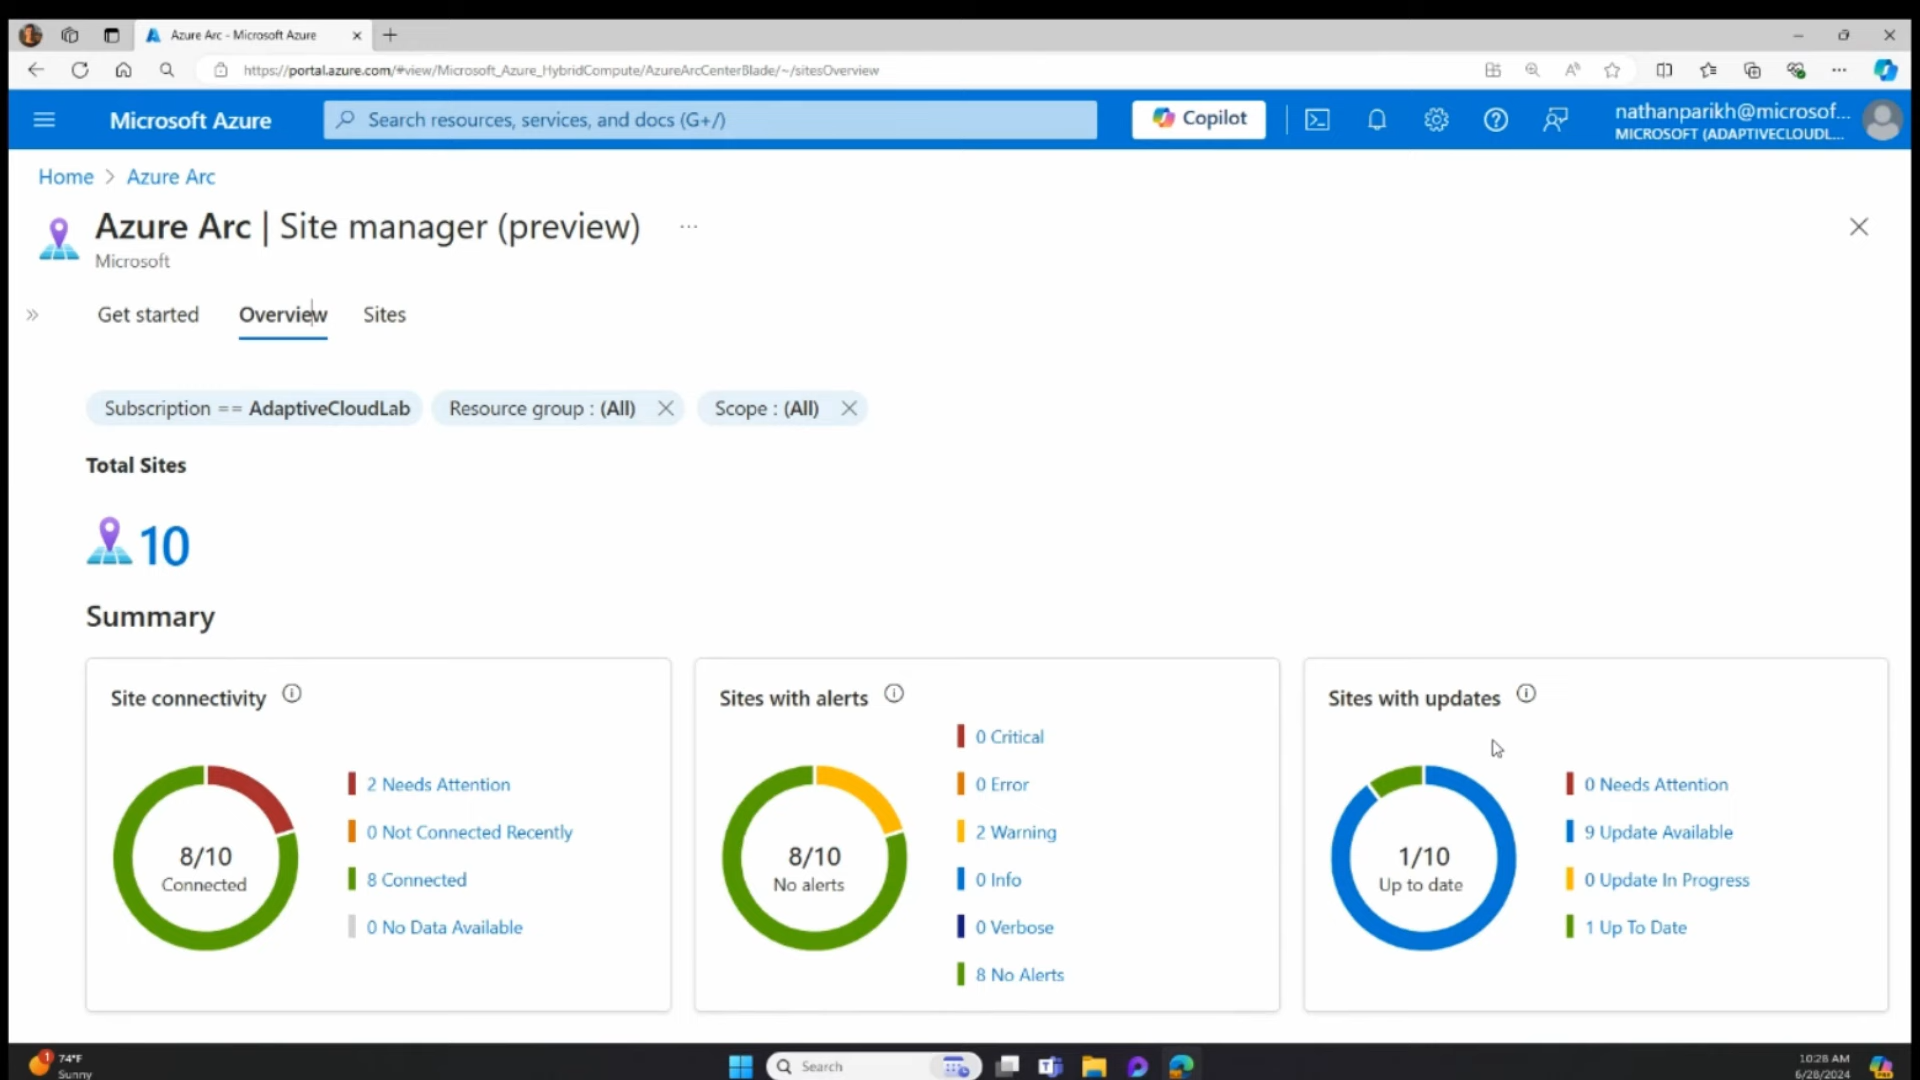 Azure Arc - Microsoft Azure
https://portal.azure.com/#view/Microsoft_Azure_HybridCompute/AzureArcCenterBlade/~/sitesOverview
Microsoft Azure
Search resources, services, and docs (G+/)
Copilot
nathanparikh@microsof...
MICROSOFT (ADAPTIVECLOUDL...
Home > Azure Arc
Azure Arc | Site manager (preview) ...
Microsoft
Get started Overview Sites
Subscription == AdaptiveCloudLab Resource group : (All) Scope : (All)
Total Sites
10
Summary
Site connectivity
8/10
Connected
2 Needs Attention
0 Not Connected Recently
8 Connected
0 No Data Available
Sites with alerts
8/10
No alerts
0 Critical
0 Error
2 Warning
0 Info
0 Verbose
8 No Alerts
Sites with updates
1/10
Up to date
0 Needs Attention
9 Update Available
0 Update In Progress
1 Up To Date
1
74°F
Sunny
Search
10:28 AM
6/28/2024